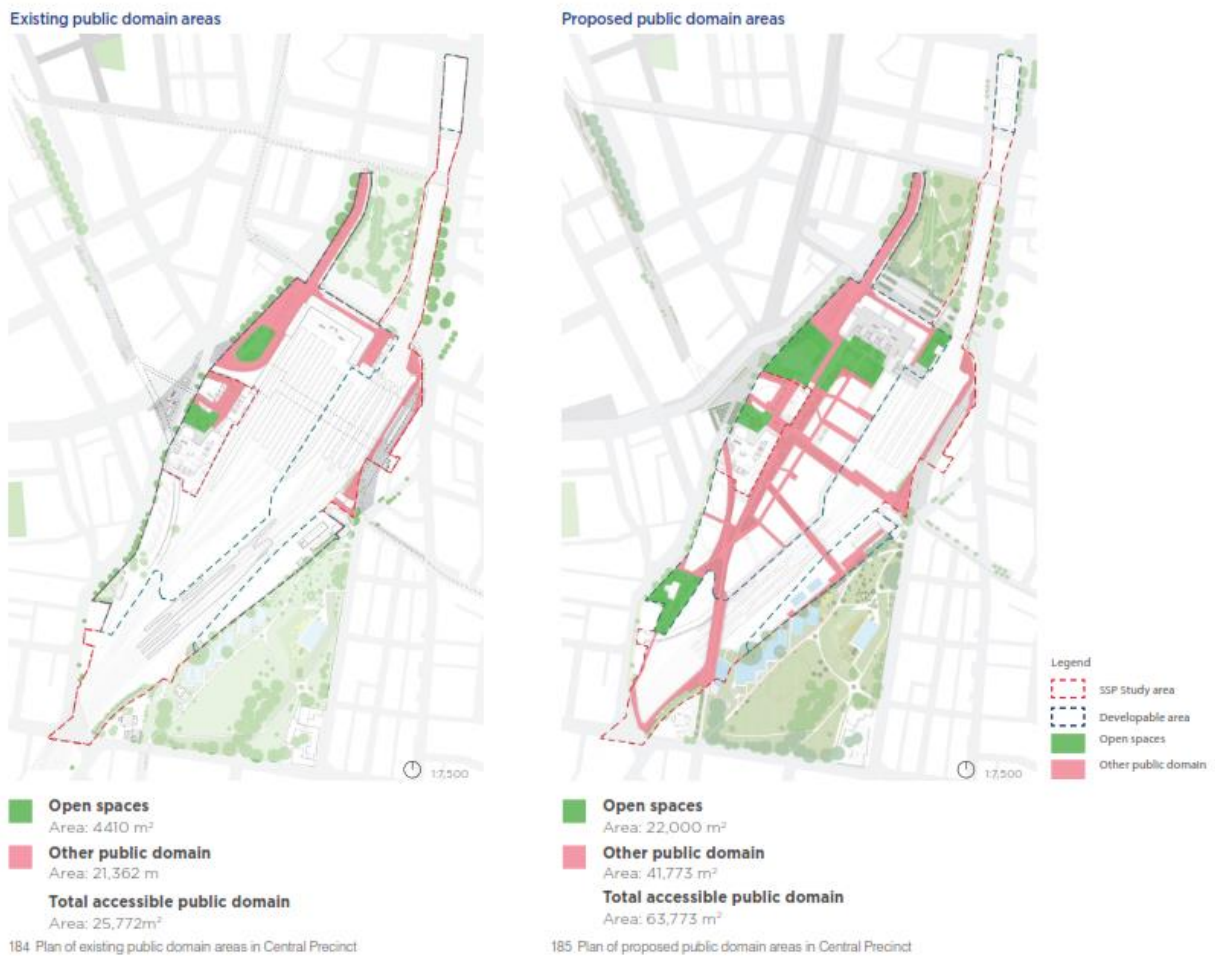 Existing public domain areas
1:7,500
Open spaces
Area: 4410 m²
Other public domain
Area: 21,362 m
Total accessible public domain
Area: 25,772m²
184 Plan of existing public domain areas in Central Precinct
Proposed public domain areas
1:7,500
Legend
SSP Study area
Developable area
Open spaces
Other public domain
Open spaces
Area: 22,000 m²
Other public domain
Area: 41,773 m²
Total accessible public domain
Area: 63,773 m²
185 Plan of proposed public domain areas in Central Precinct